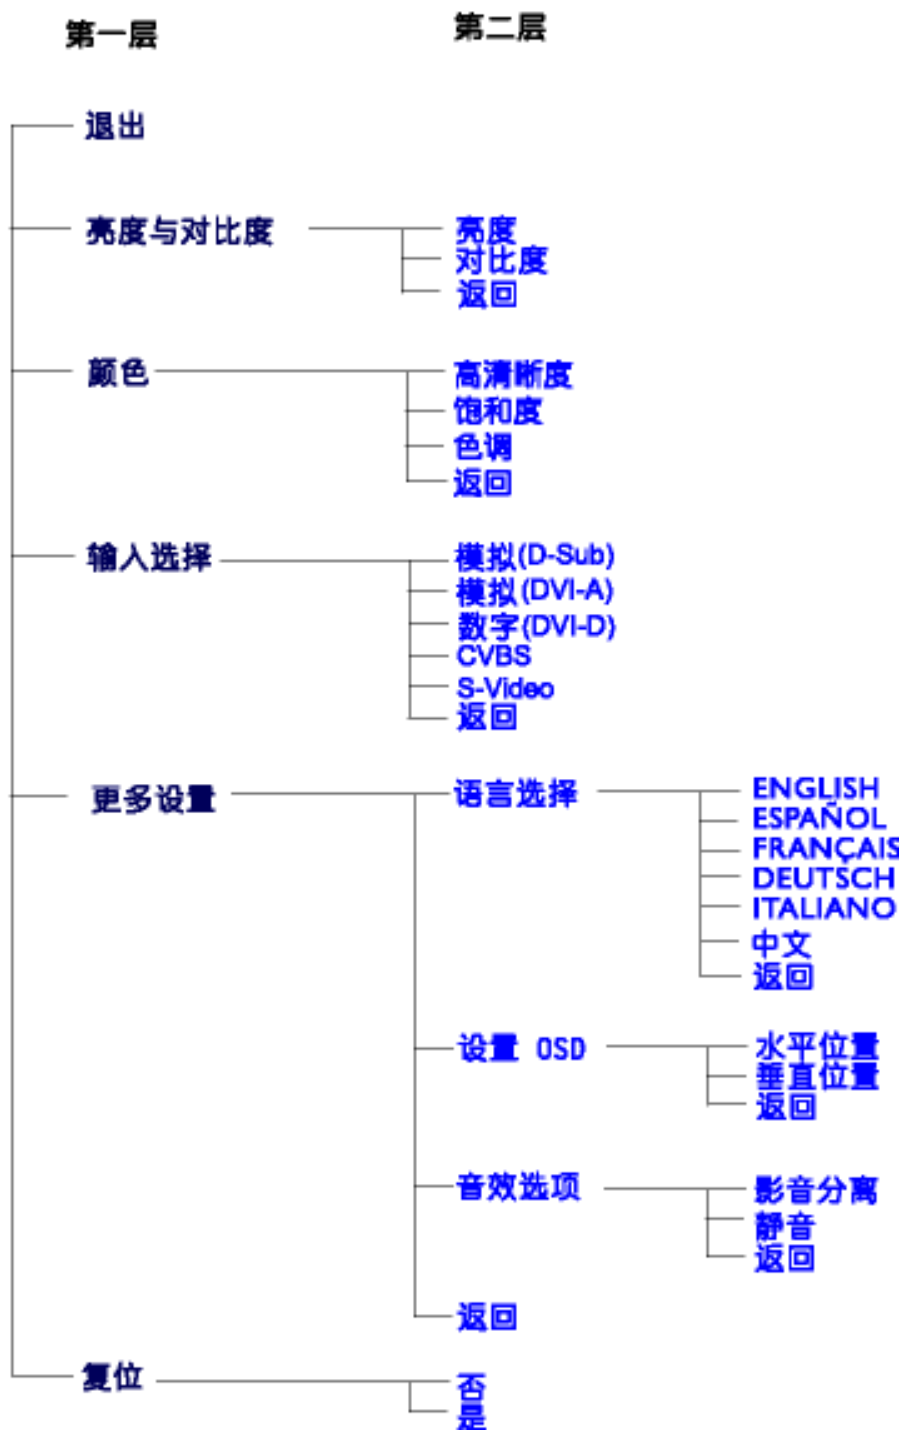 第一层 第二层
退出
亮度与对比度 亮度
对比度
返回
颜色 高清晰度
饱和度
色调
返回
输入选择 模拟(D-Sub)
模拟(DVI-A)
数字(DVI-D)
CVBS
S-Video
返回
更多设置 语言选择 ENGLISH
ESPAÑOL
FRANÇAIS
DEUTSCH
ITALIANO
中文
返回
设置 OSD 水平位置
垂直位置
返回
音效选项 影音分离
静音
返回
返回
复位 否
是